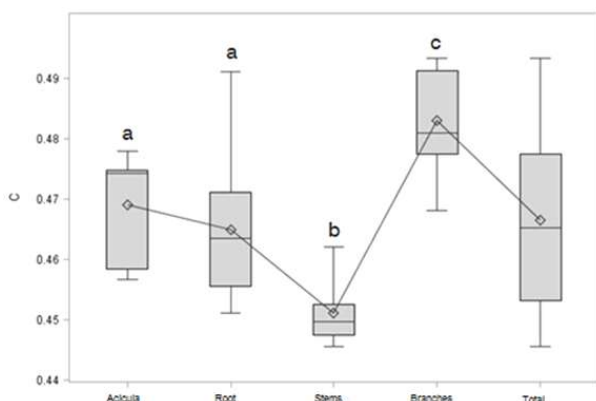 a
a
b
c
C
0.49
0.48
0.47
0.46
0.45
0.44
Acicula Root Stems Branches Total